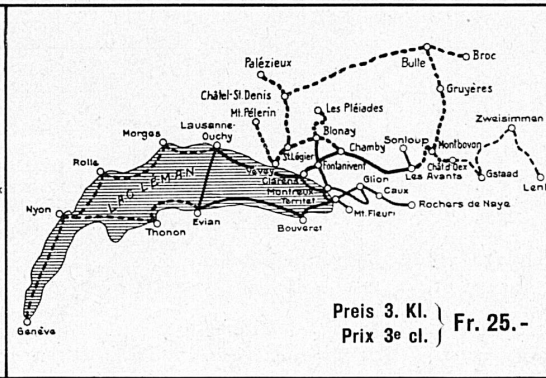 Palézieux
Bulle
Broc
Châtel-St. Denis
Gruyères
Mt. Pélerin
Les Pléiades
Zweisimmen
Morges
Lausanne-
Ouchy
Blonay
Sonloup
Montbovon
St. Légier
Chamby
Rolle
Fontanivent
Chât. d'Oex
Les Avants
Gstaad
LAC LEMAN
Vevey
Clarens
Glion
Lenk
Montreux
Caux
Territet
Rochers de Naye
Nyon
Mt. Fleuri
Thonon
Evian
Bouveret
Genève
Preis 3. Kl.
Prix 3e cl.
Fr. 25.-